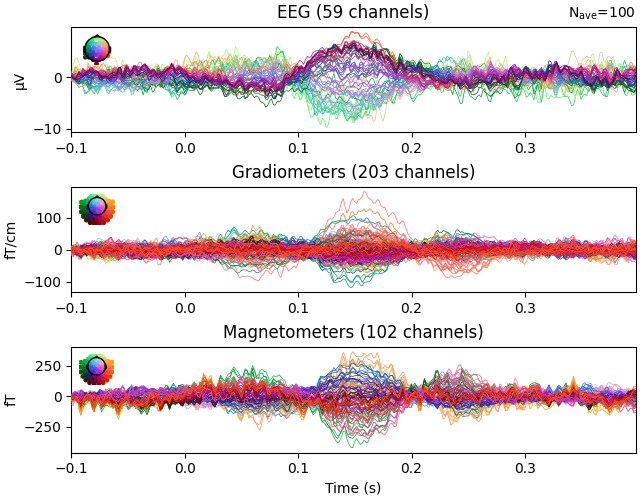 EEG (59 channels)
Nave=100
0
−10
µV
−0.1 0.0 0.1 0.2 0.3
Gradiometers (203 channels)
100
0
−100
fT/cm
−0.1 0.0 0.1 0.2 0.3
Magnetometers (102 channels)
250
0
−250
fT
−0.1 0.0 0.1 0.2 0.3
Time (s)